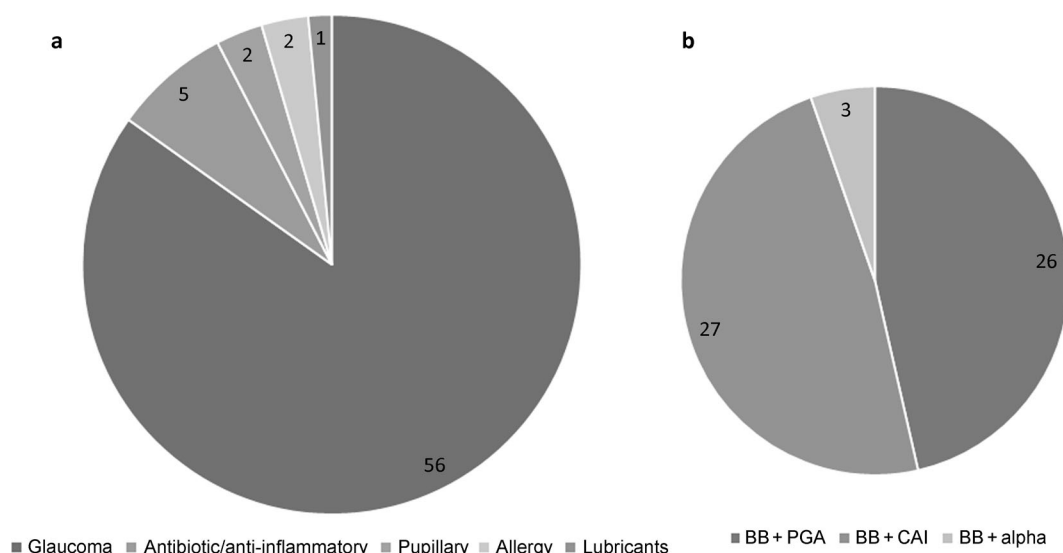 a
5
2
2
1
56
Glaucoma Antibiotic/anti-inflammatory Pupillary Allergy Lubricants
b
3
26
27
BB + PGA BB + CAI BB + alpha